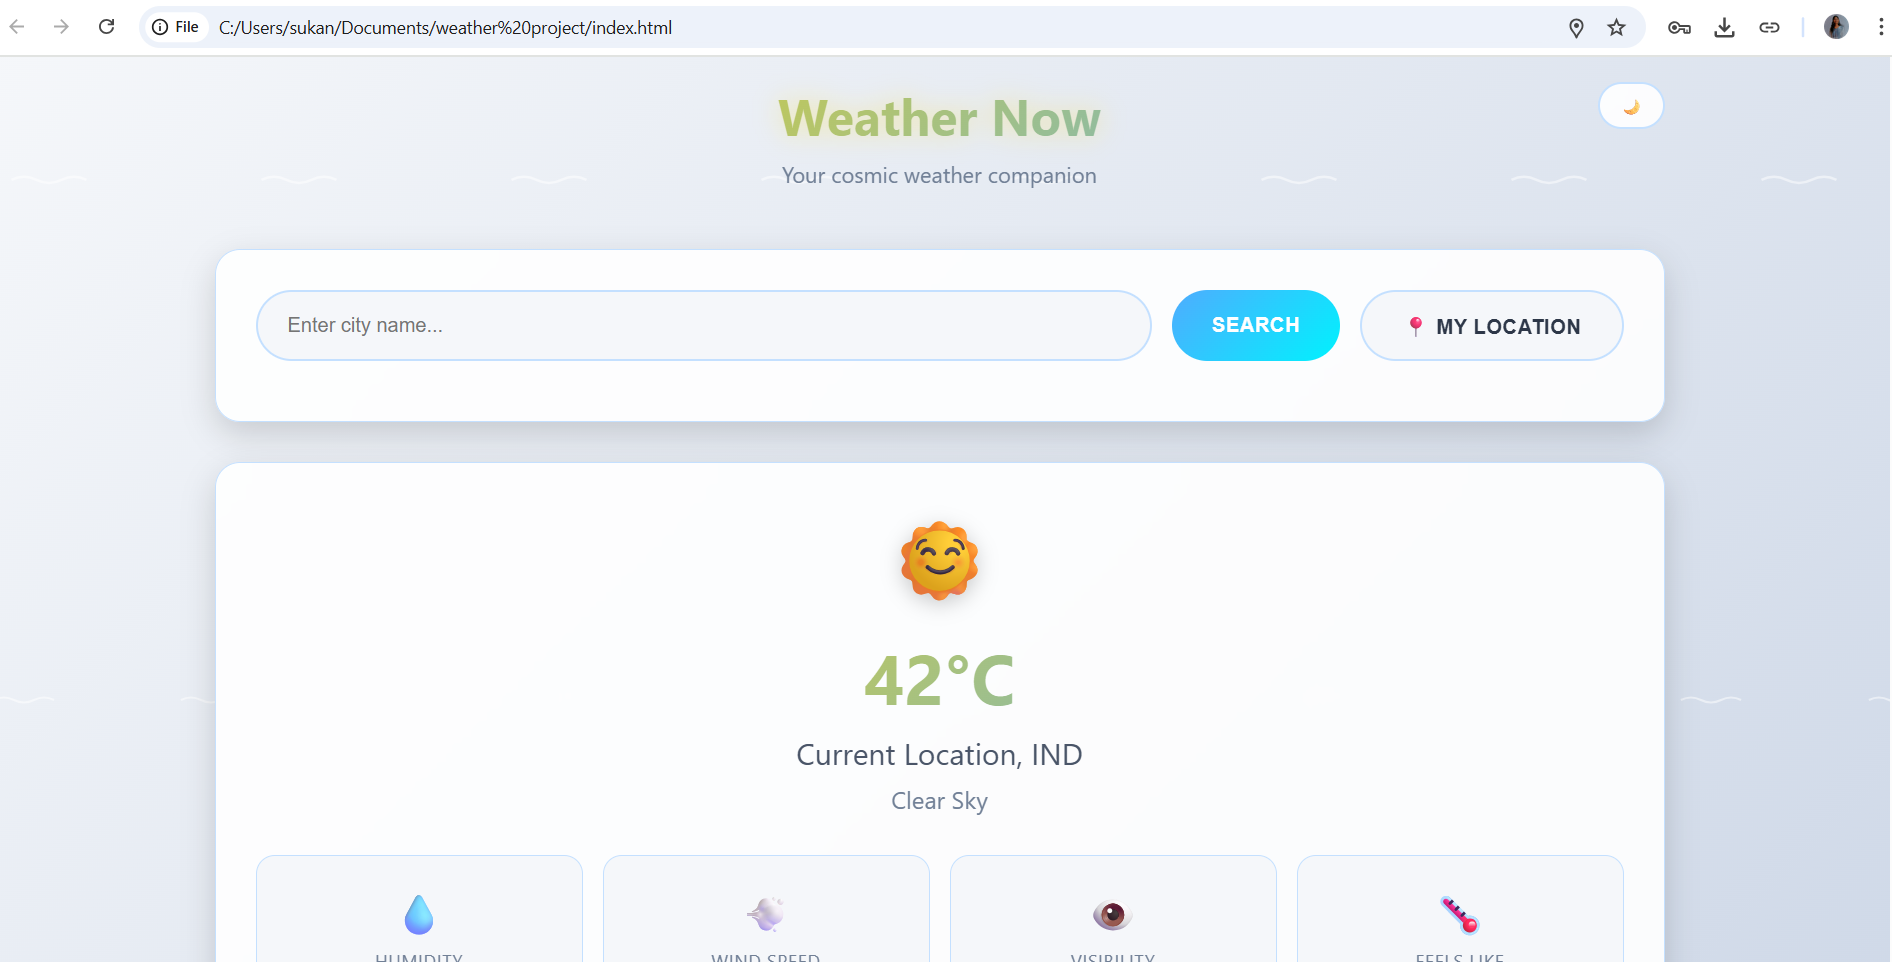 File C:/Users/sukan/Documents/weather%20project/index.html
Weather Now
Your cosmic weather companion
Enter city name... SEARCH MY LOCATION
42°C
Current Location, IND
Clear Sky
HUMIDITY WIND SPEED VISIBILITY FEELS LIKE